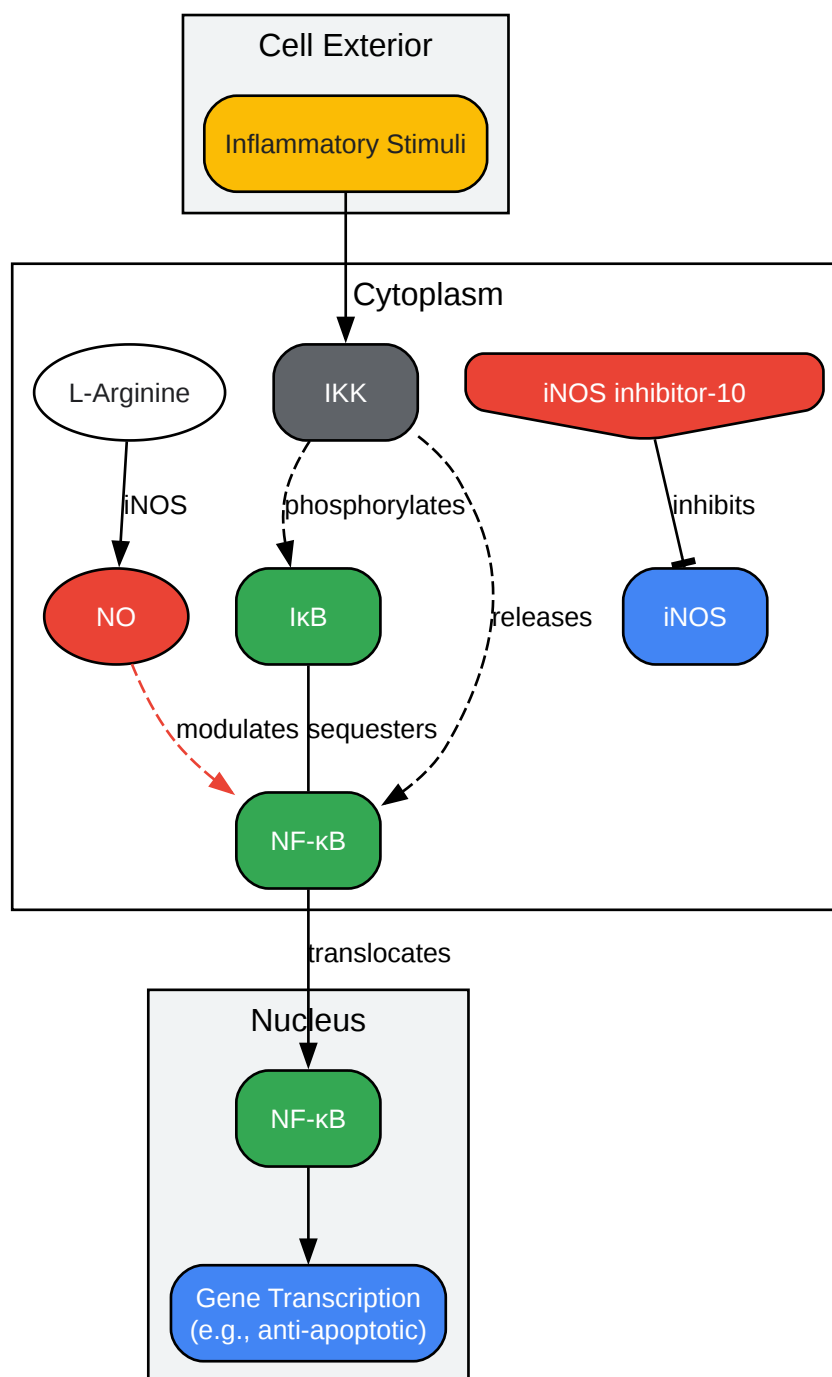 Cell Exterior
Inflammatory Stimuli
Cytoplasm
L-Arginine
IKK
iNOS inhibitor-10
iNOS
phosphorylates
inhibits
NO
IκB
releases
iNOS
modulates
sequesters
NF-κB
translocates
Nucleus
NF-κB
Gene Transcription
(e.g., anti-apoptotic)